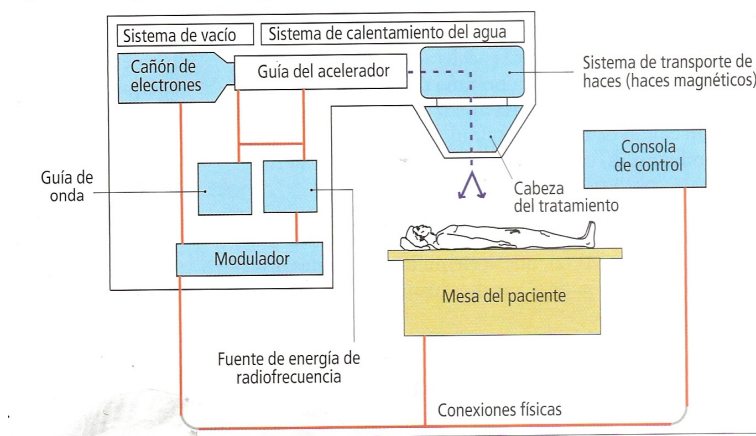 Sistema de vacío
Sistema de calentamiento del agua
Cañón de
electrones
Guía del acelerador
Sistema de transporte de
haces (haces magnéticos)
Consola
de control
Guía de
onda
Cabeza
del tratamiento
Modulador
Mesa del paciente
Fuente de energía de
radiofrecuencia
Conexiones físicas